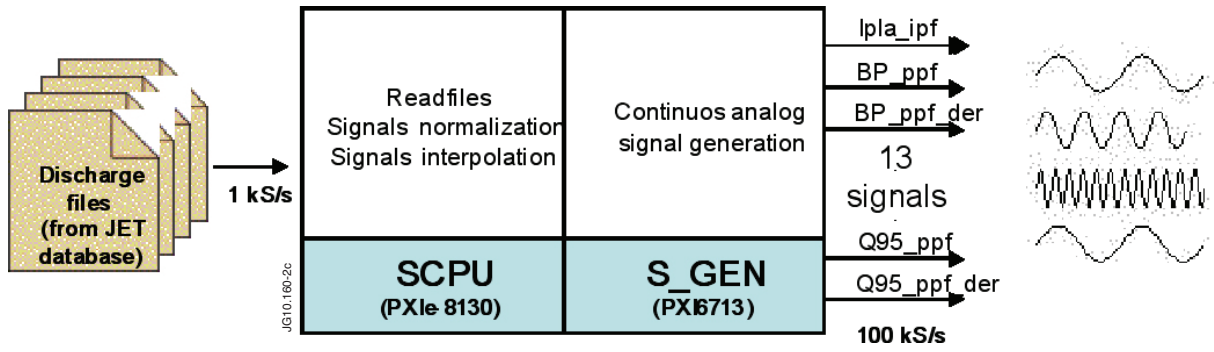 Discharge
files
(from JET
database)
1 kS/s
JG10.160-2c
Readfiles
Signals normalization
Signals interpolation
SCPU
(PXIe-8130)
Continuos analog
signal generation
S_GEN
(PXI6713)
Ipla_ipf
BP_ppf
BP_ppf_der
13
signals
Q95_ppf
Q95_ppf_der
100 kS/s